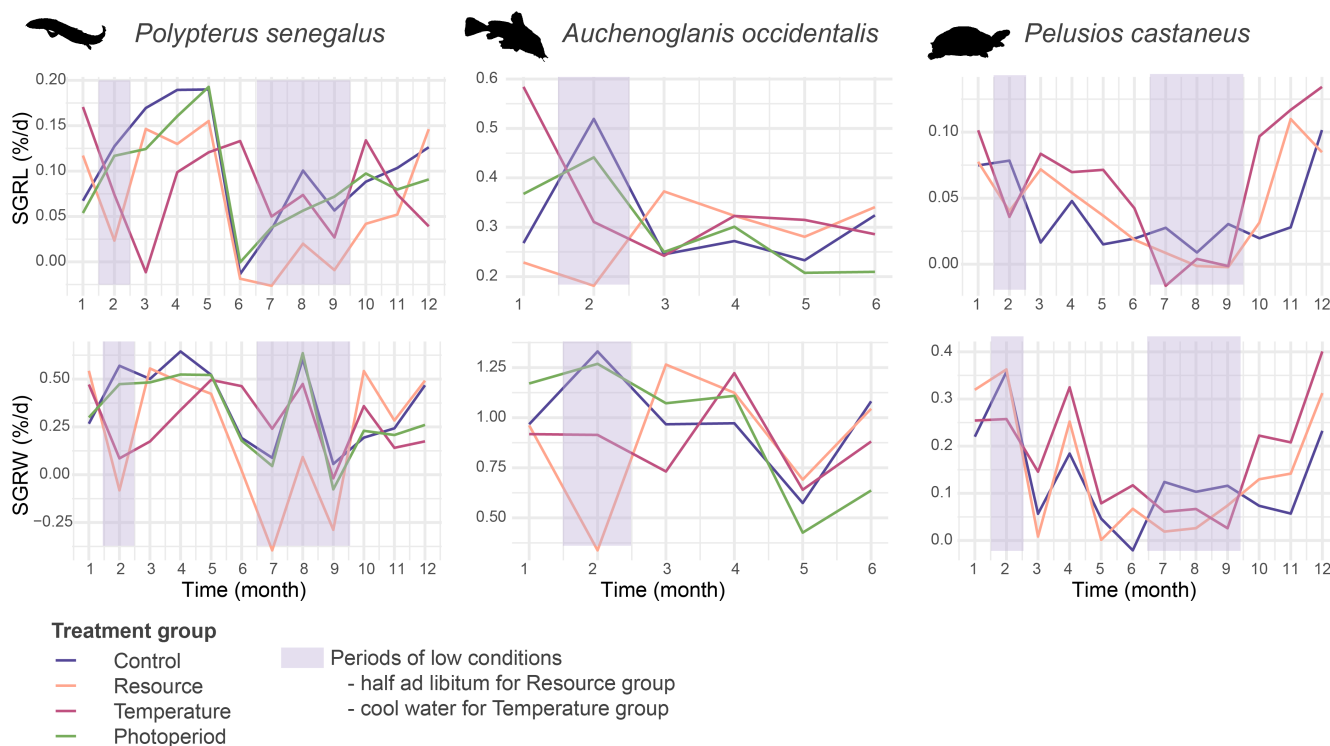 Polypterus senegalus
Auchenoglanis occidentalis
Pelusios castaneus
SGRL (%/d)
0.20
0.15
0.10
0.05
0.00
1 2 3 4 5 6 7 8 9 10 11 12
0.6
0.5
0.4
0.3
0.2
1 2 3 4 5 6
0.10
0.05
0.00
1 2 3 4 5 6 7 8 9 10 11 12
SGRW (%/d)
0.50
0.25
0.00
−0.25
1 2 3 4 5 6 7 8 9 10 11 12
Time (month)
1.25
1.00
0.75
0.50
1 2 3 4 5 6
Time (month)
0.4
0.3
0.2
0.1
0.0
1 2 3 4 5 6 7 8 9 10 11 12
Time (month)
Treatment group
Control
Resource
Temperature
Photoperiod
Periods of low conditions
- half ad libitum for Resource group
- cool water for Temperature group